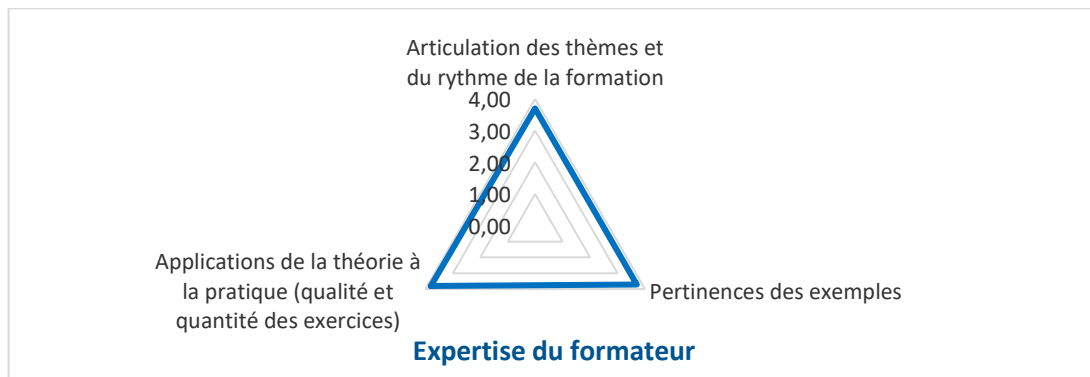 Articulation des thèmes et
du rythme de la formation
4,00
3,00
2,00
1,00
0,00
Applications de la théorie à
la pratique (qualité et
quantité des exercices)
Pertinences des exemples
Expertise du formateur